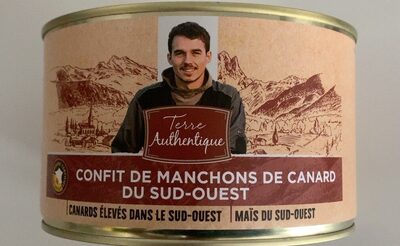 Terre
Authentique
CONFIT DE MANCHONS DE CANARD
DU SUD-OUEST
CANARDS ÉLEVÉS DANS LE SUD-OUEST
MAÏS DU SUD-OUEST